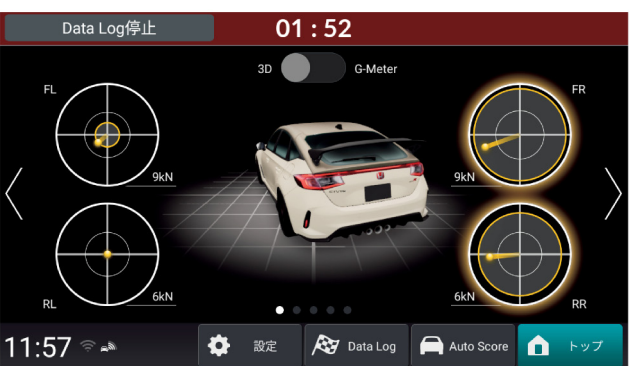 Data Log停止
01：52
3D
G-Meter
FL
FR
9kN
9kN
RL
6kN
6kN
RR
11:57
設定
Data Log
Auto Score
トップ